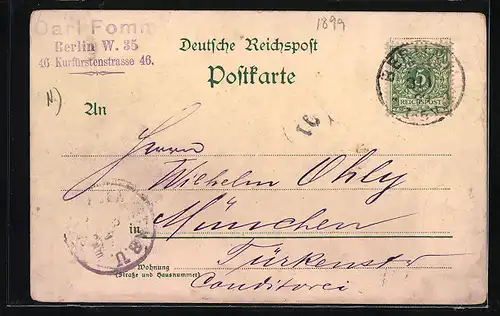 Carl Fomm
Berlin W. 35
46 Kurfürstenstrasse 46.
1899
Deutsche Reichspost
Postkarte
5
REICHSPOST
N)
An
91
Herrn
Wilhelm Ohly
in München
Türkenstr
Wohnung
(Straße und Hausnummer)
Conditorei